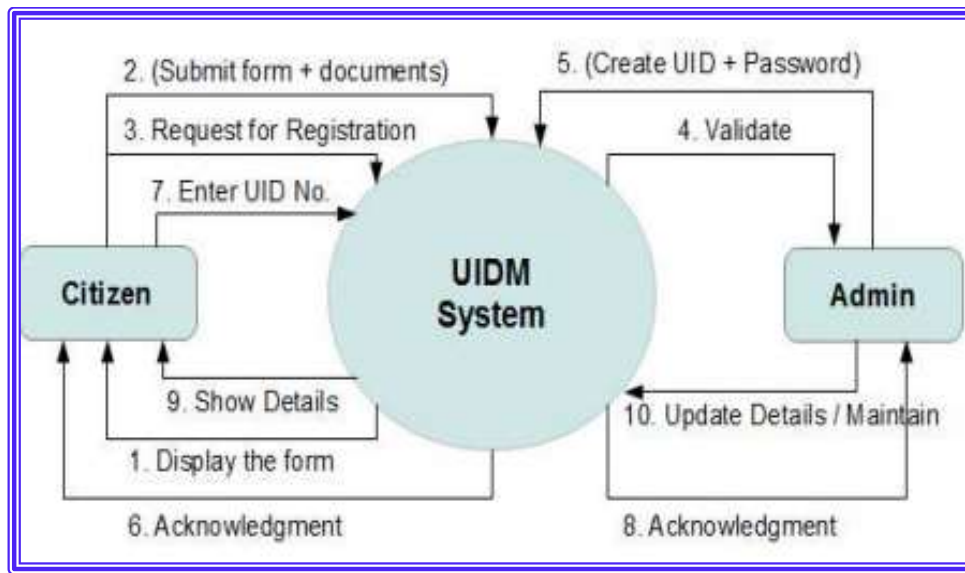 2. (Submit form + documents)
5. (Create UID + Password)
3. Request for Registration
4. Validate
7. Enter UID No.
Citizen
UIDM
System
Admin
9. Show Details
10. Update Details / Maintain
1. Display the form
6. Acknowledgment
8. Acknowledgment